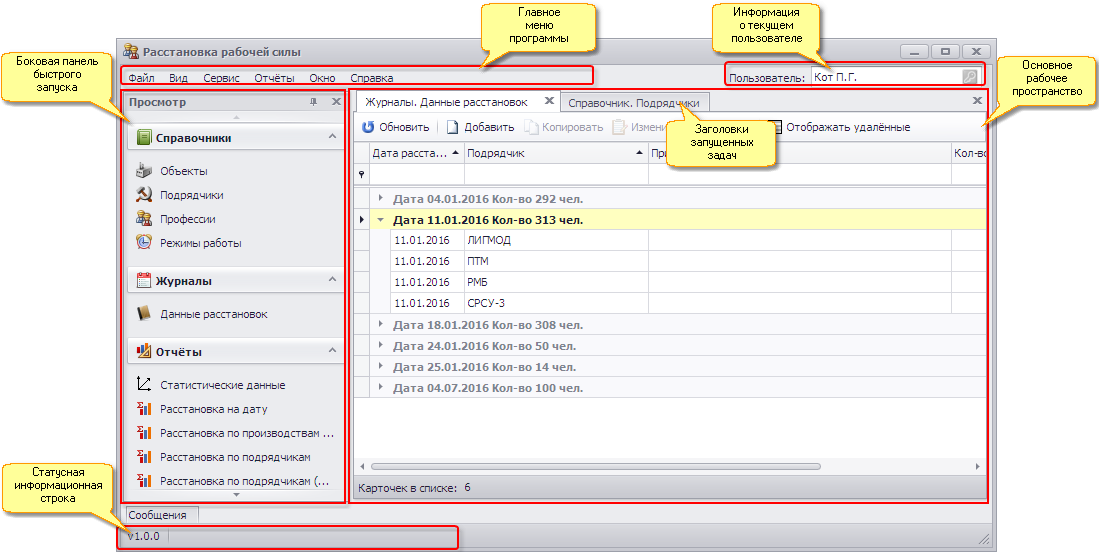 Главное
меню
программы
Информация
о текущем
пользователе
Боковая панель
быстрого
запуска
Основное
рабочее
пространство
Расстановка рабочей силы
Файл Вид Сервис Отчёты Окно Справка
Пользователь: Кот П.Г.
Просмотр
Справочники
Объекты
Подрядчики
Профессии
Режимы работы
Журналы
Данные расстановок
Отчёты
Статистические данные
Расстановка на дату
Расстановка по производствам ...
Расстановка по подрядчикам
Расстановка по подрядчикам (...
Журналы. Данные расстановок
Справочник. Подрядчики
Обновить Добавить Копировать Измени Отображать удалённые
Заголовки
запущенных
задач
Дата расста... Подрядчик При Кол-во
Дата 04.01.2016 Кол-во 292 чел.
Дата 11.01.2016 Кол-во 313 чел.
11.01.2016 ЛИГМОД
11.01.2016 ПТМ
11.01.2016 РМБ
11.01.2016 СРСУ-3
Дата 18.01.2016 Кол-во 308 чел.
Дата 24.01.2016 Кол-во 50 чел.
Дата 25.01.2016 Кол-во 14 чел.
Дата 04.07.2016 Кол-во 100 чел.
Карточек в списке: 6
Статусная
информационная
строка
Сообщения
v1.0.0